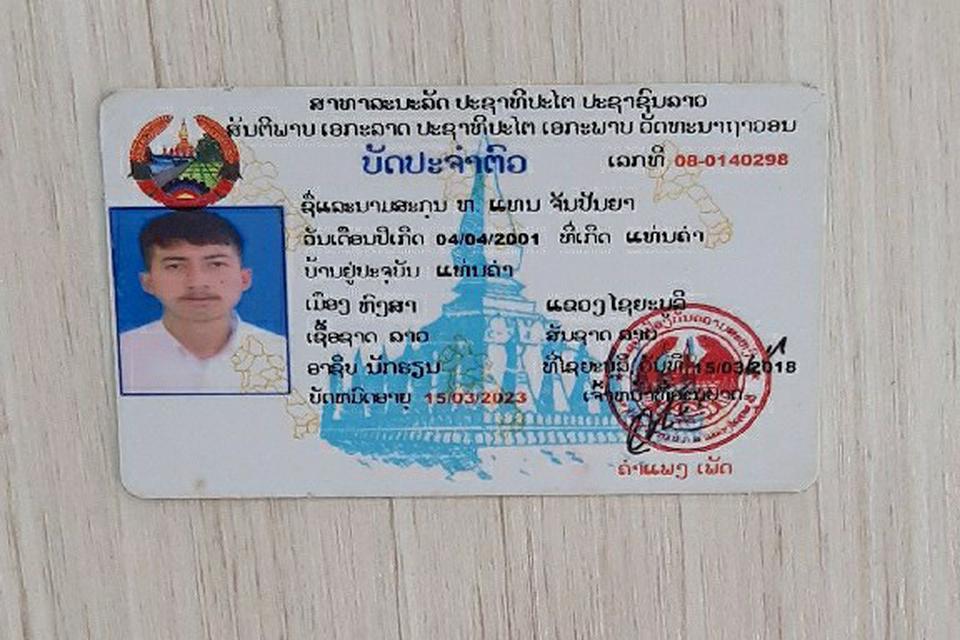 ສາທາລະນະລັດ ປະຊາທິປະໄຕ ປະຊາຊົນລາວ
ສັນຕິພາບ ເອກະລາດ ປະຊາທິປະໄຕ ເອກະພາບ ວັດທະນາຖາວອນ
ບັດປະຈຳຕົວ ເລກທີ 08-0140298
ຊື່ແລະນາມສະກຸນ ທ. ແທນ ຈັນປັນຍາ
ວັນເດືອນປີເກີດ 04/04/2001 ທີ່ເກີດ ແທ່ນຄຳ
ບ້ານຢູ່ປະຈຸບັນ ແທ່ນຄຳ
ເມືອງ ຫົງສາ ແຂວງ ໄຊຍະບູລີ
ເຊື້ອຊາດ ລາວ ສັນຊາດ ລາວ
ອາຊີບ ນັກຮຽນ ທີ່ໄຊຍະບູລີ, ວັນທີ 15/03/2018
ບັດຫມົດອາຍຸ 15/03/2023 ເຈົ້າຫນ້າທີ່ອະນຸຍາດ
ຄຳແພງ ເພັດ